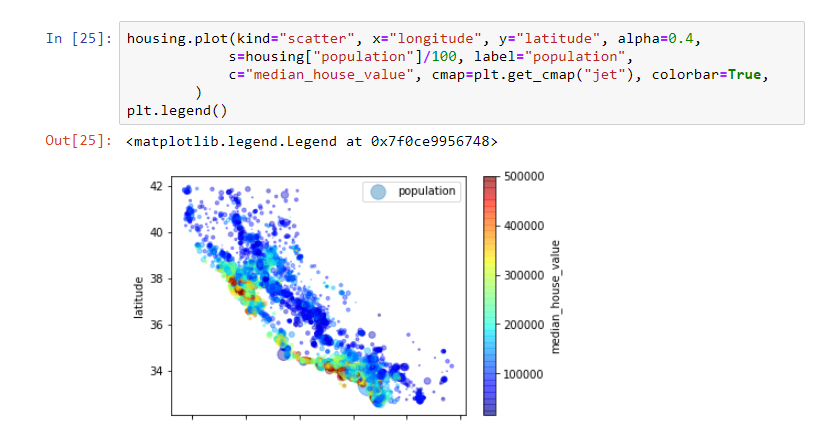 In [25]: housing.plot(kind="scatter", x="longitude", y="latitude", alpha=0.4,
s=housing["population"]/100, label="population",
c="median_house_value", cmap=plt.get_cmap("jet"), colorbar=True,
)
plt.legend()
Out[25]: <matplotlib.legend.Legend at 0x7f0ce9956748>
population
42
40
38
36
34
latitude
500000
400000
300000
200000
100000
median_house_value